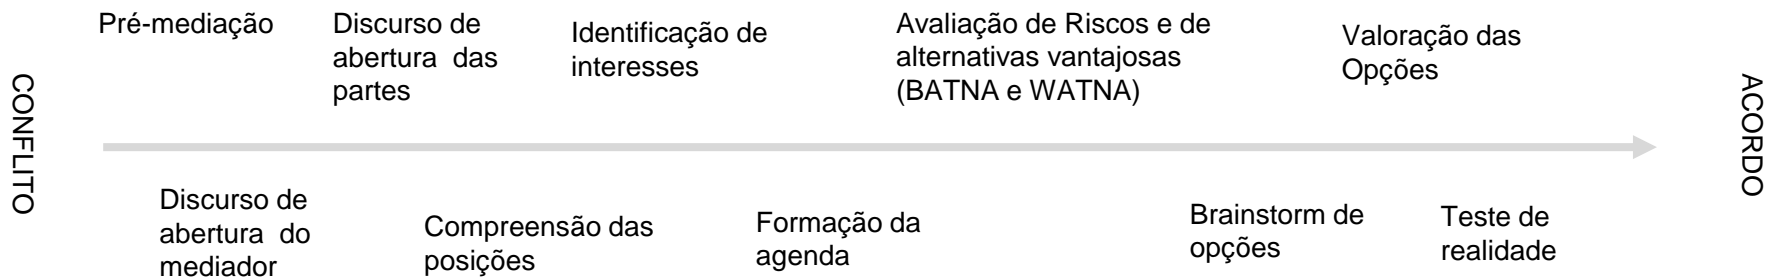 CONFLITO
Pré-mediação
Discurso de
abertura das
partes
Identificação de
interesses
Avaliação de Riscos e de
alternativas vantajosas
(BATNA e WATNA)
Valoração das
Opções
Discurso de
abertura do
mediador
Compreensão das
posições
Formação da
agenda
Brainstorm de
opções
Teste de
realidade
ACORDO